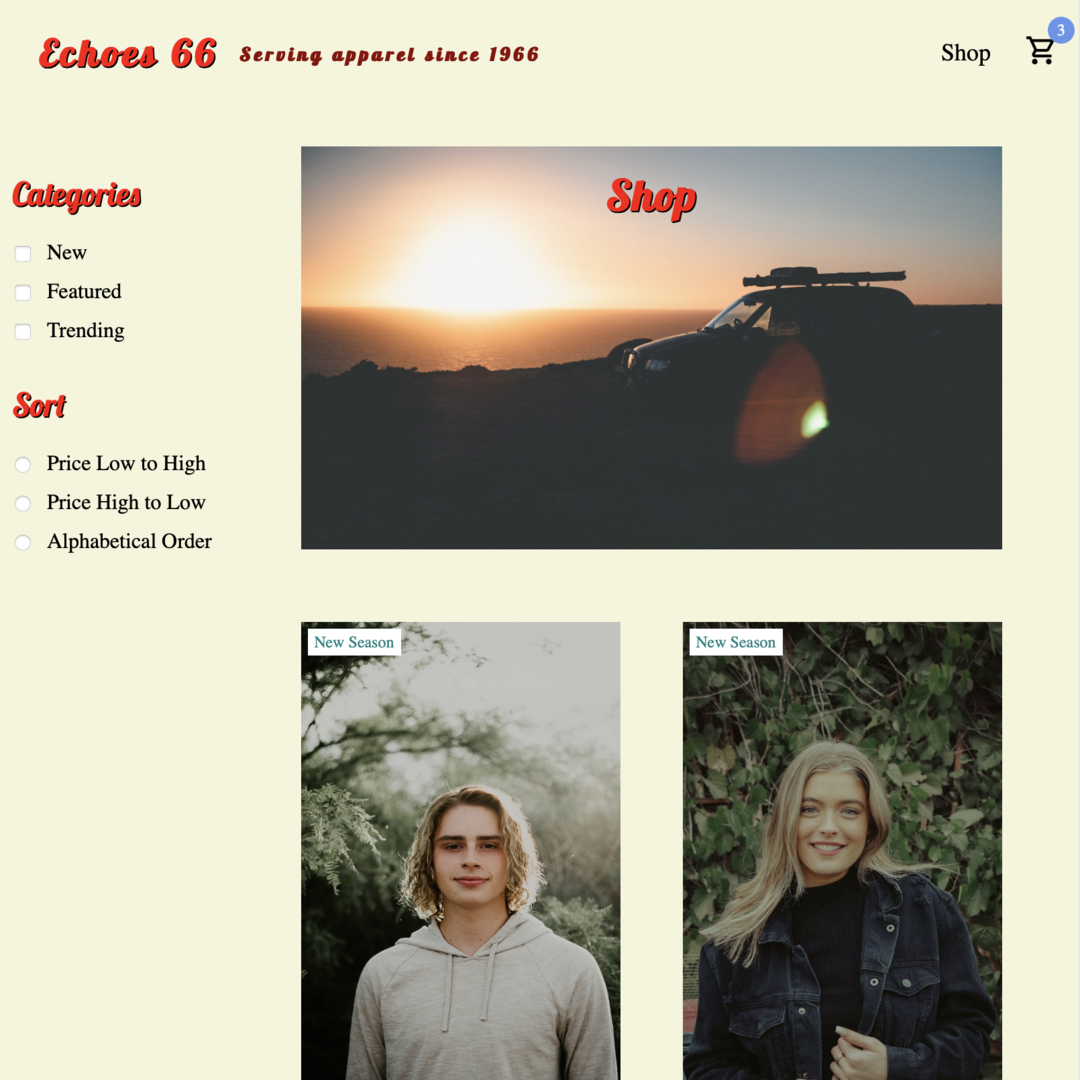 Echoes 66 Serving apparel since 1966 Shop 3
Categories
New
Featured
Trending
Sort
Price Low to High
Price High to Low
Alphabetical Order
Shop
New Season
New Season